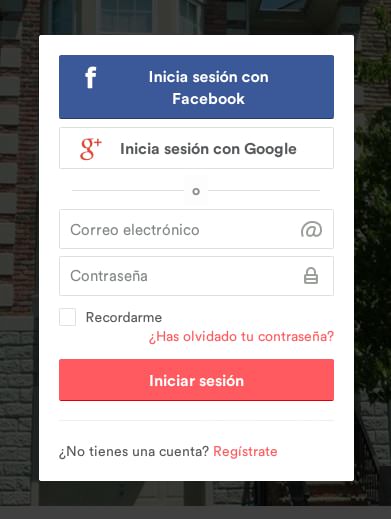 f
Inicia sesión con
Facebook
g+ Inicia sesión con Google
o
Correo electrónico @
Contraseña
Recordarme
¿Has olvidado tu contraseña?
Iniciar sesión
¿No tienes una cuenta? Regístrate